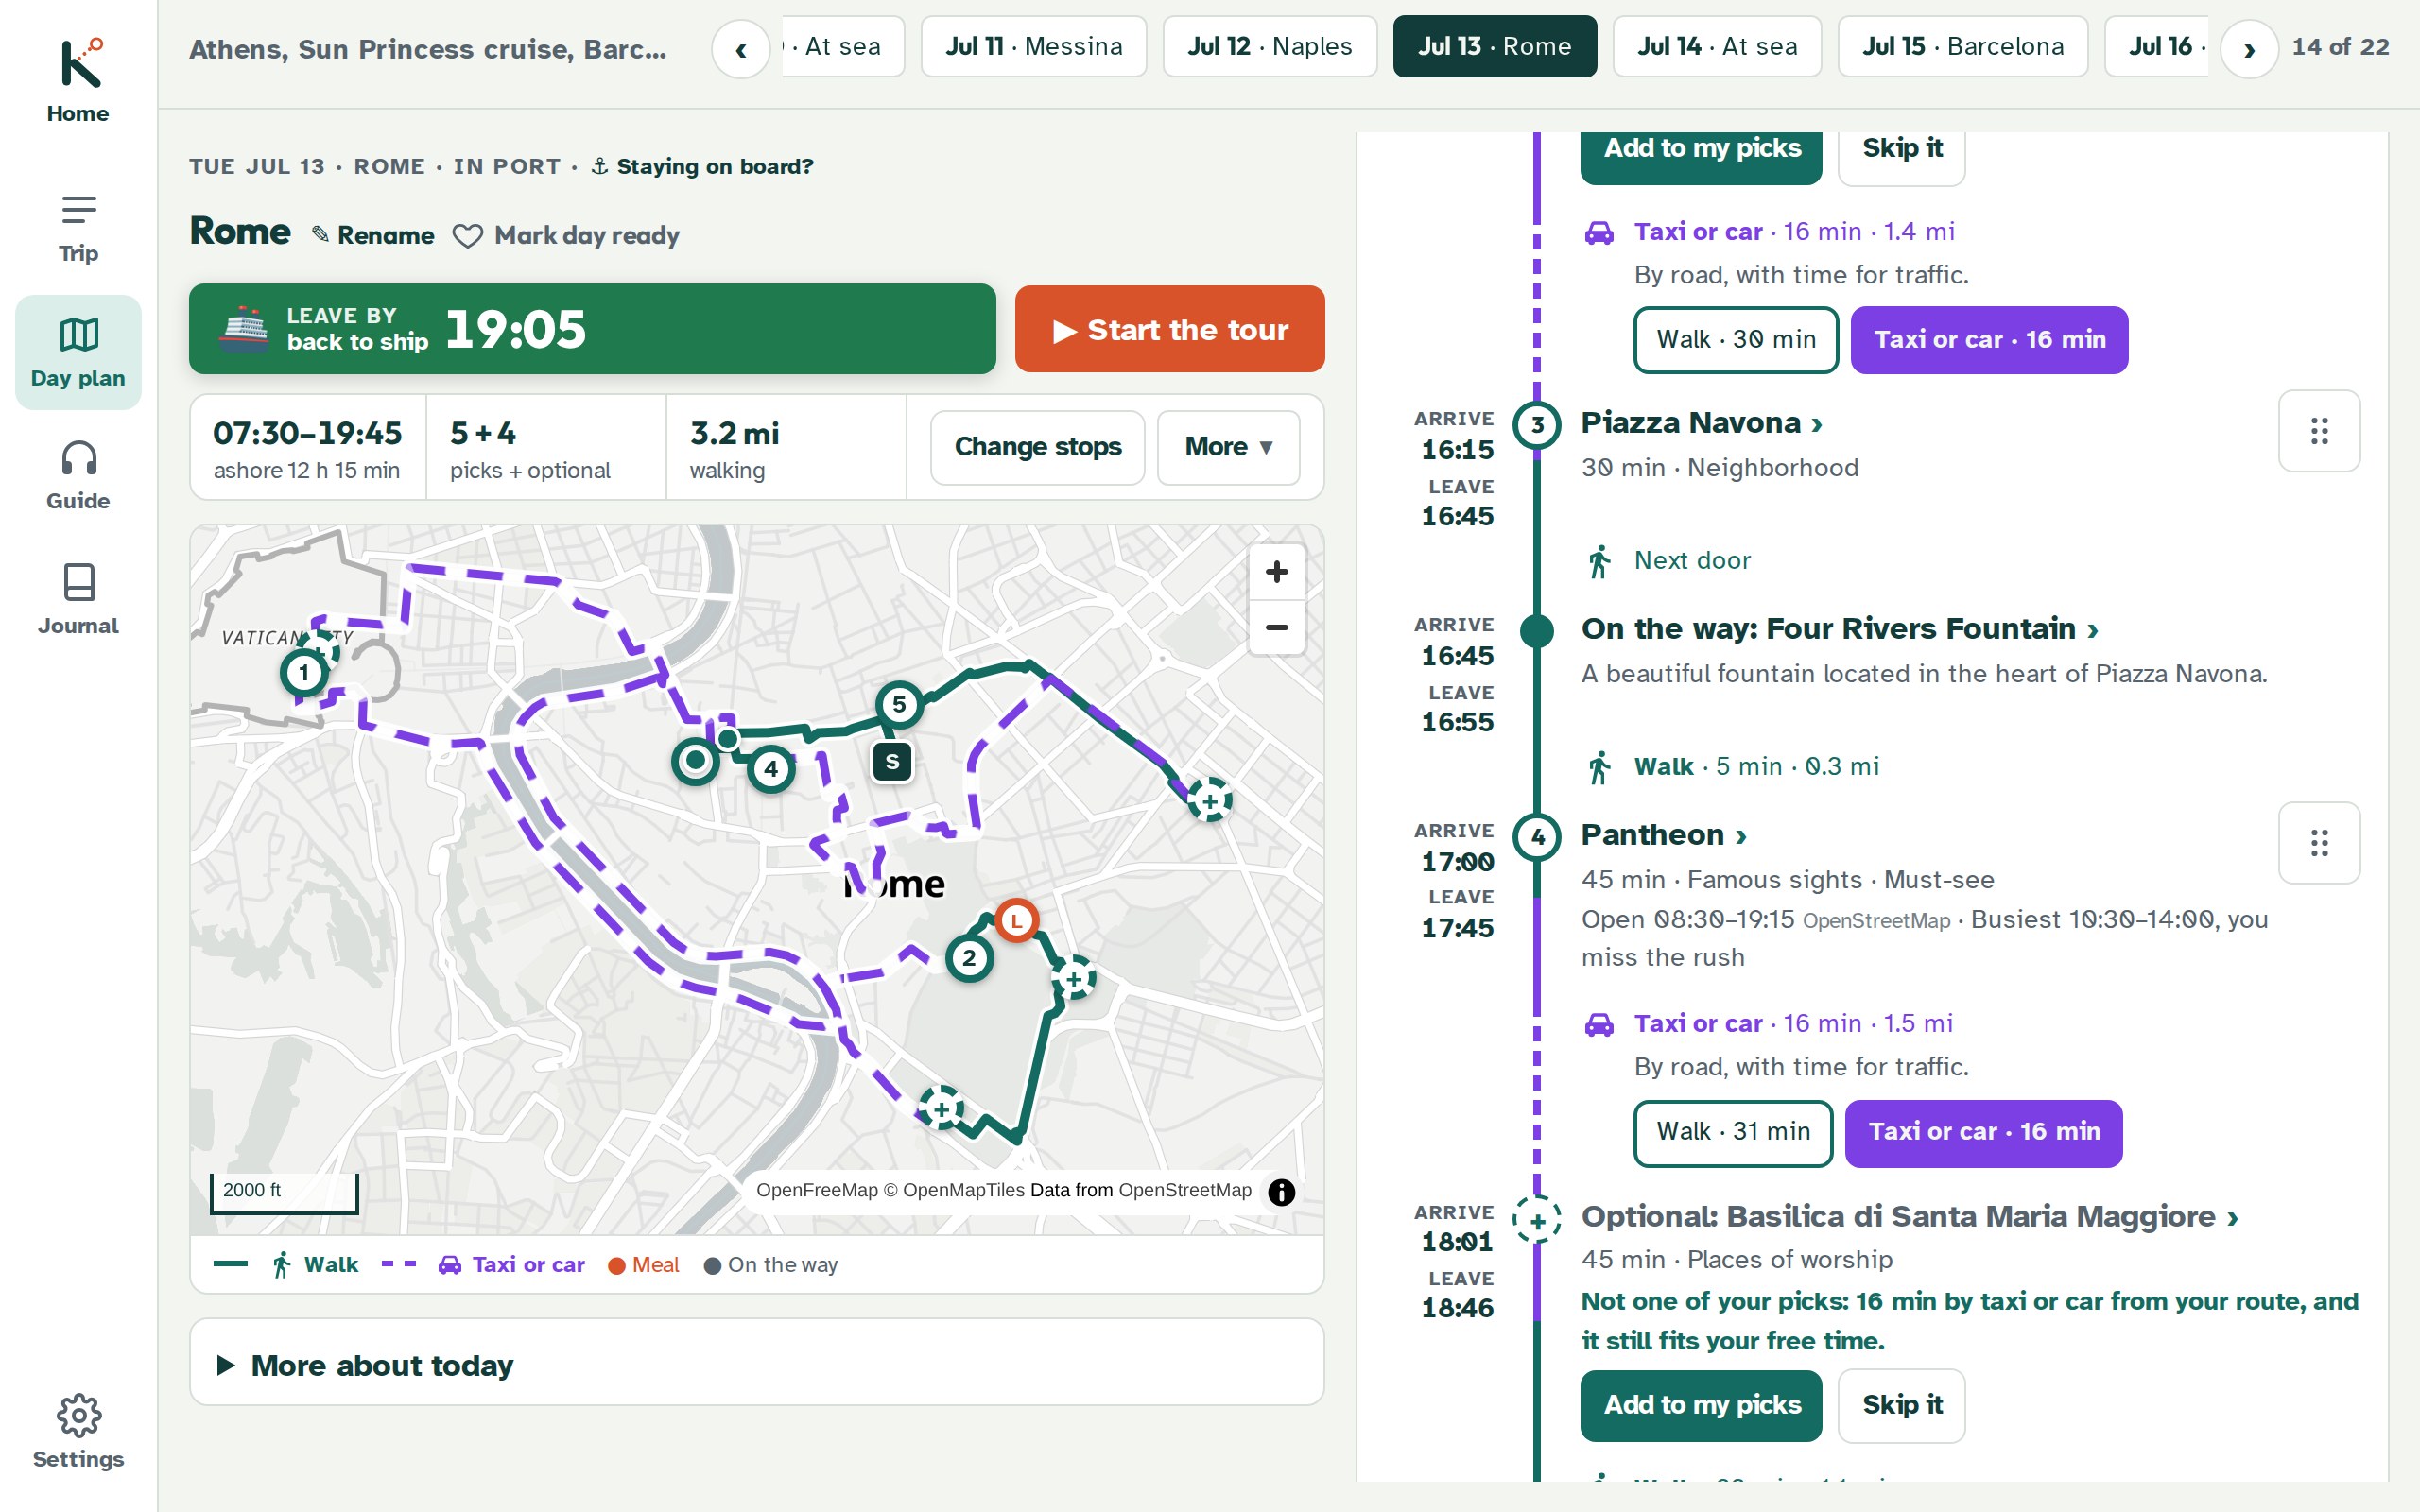 Home
Trip
Day plan
Guide
Journal
Settings
Athens, Sun Princess cruise, Barc...
‹
· At sea
Jul 11 · Messina
Jul 12 · Naples
Jul 13 · Rome
Jul 14 · At sea
Jul 15 · Barcelona
Jul 16 ·
›
14 of 22
TUE JUL 13 · ROME · IN PORT · ⚓ Staying on board?
Rome ✎ Rename Mark day ready
LEAVE BY
back to ship
19:05
▶ Start the tour
07:30–19:45
ashore 12 h 15 min
5 + 4
picks + optional
3.2 mi
walking
Change stops
More ▼
VATICAN
TY
1
5
S
4
2
L
ome
+
−
2000 ft
OpenFreeMap © OpenMapTiles Data from OpenStreetMap
Walk
Taxi or car
Meal
On the way
▶ More about today
Add to my picks
Skip it
Taxi or car · 16 min · 1.4 mi
By road, with time for traffic.
Walk · 30 min
Taxi or car · 16 min
ARRIVE
16:15
LEAVE
16:45
3
Piazza Navona ›
30 min · Neighborhood
Next door
ARRIVE
16:45
LEAVE
16:55
On the way: Four Rivers Fountain ›
A beautiful fountain located in the heart of Piazza Navona.
Walk · 5 min · 0.3 mi
ARRIVE
17:00
LEAVE
17:45
4
Pantheon ›
45 min · Famous sights · Must-see
Open 08:30–19:15 OpenStreetMap · Busiest 10:30–14:00, you
miss the rush
Taxi or car · 16 min · 1.5 mi
By road, with time for traffic.
Walk · 31 min
Taxi or car · 16 min
ARRIVE
18:01
LEAVE
18:46
+
Optional: Basilica di Santa Maria Maggiore ›
45 min · Places of worship
Not one of your picks: 16 min by taxi or car from your route, and
it still fits your free time.
Add to my picks
Skip it